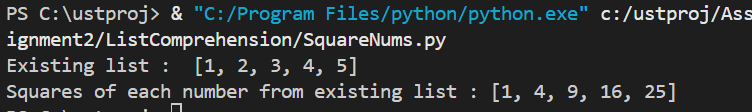 PS C:\ustproj> & "C:/Program Files/python/python.exe" c:/ustproj/Ass
ignment2/ListComprehension/SquareNums.py
Existing list :  [1, 2, 3, 4, 5]
Squares of each number from existing list : [1, 4, 9, 16, 25]